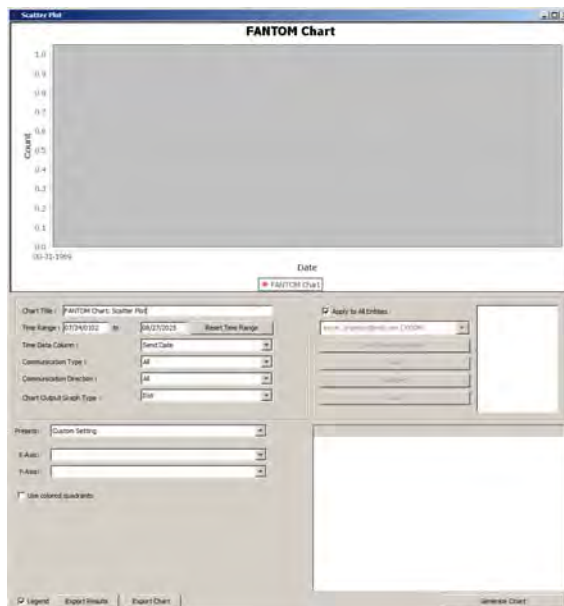 Scatter Plot
FANTOM Chart
1.0
0.9
0.8
0.7
0.6
0.5
0.4
0.3
0.2
0.1
0.0
Count
Date
FANTOM Chart
Chart Title : FANTOM Chart: Scatter Plot
Time Range : to Reset Time Range
Time Data Column : Send Date
Communication Type : All
Communication Direction : All
Chart Output Graph Type :
Apply to All Entities
Presets: Custom Setting
X-Axis:
Y-Axis:
Use colored quadrants
Legend Export Results Export Chart Generate Chart